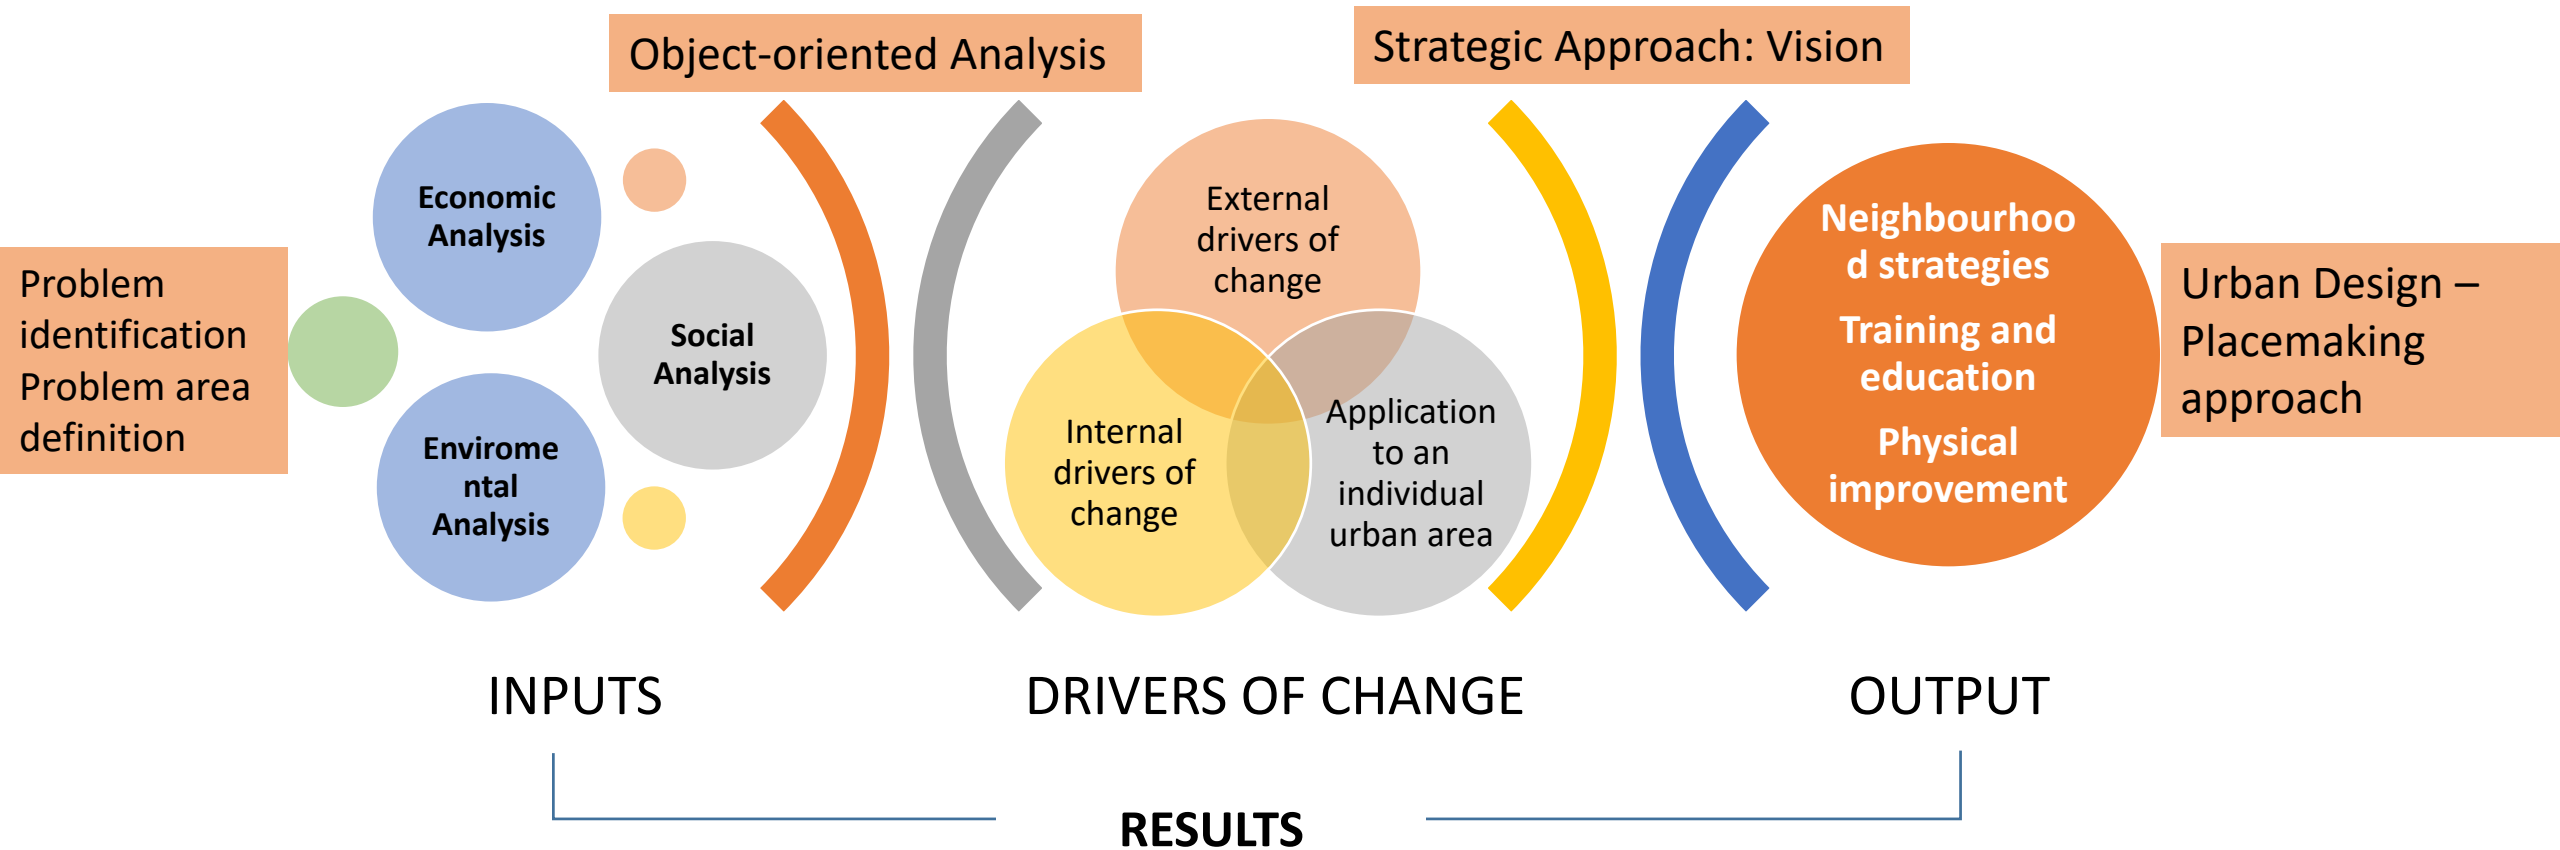 Object-oriented Analysis
Strategic Approach: Vision
Problem
identification
Problem area
definition
Economic
Analysis
Social
Analysis
Envirome
ntal
Analysis
External
drivers of
change
Internal
drivers of
change
Application
to an
individual
urban area
Neighbourhoo
d strategies
Training and
education
Physical
improvement
Urban Design –
Placemaking
approach
INPUTS
DRIVERS OF CHANGE
OUTPUT
RESULTS